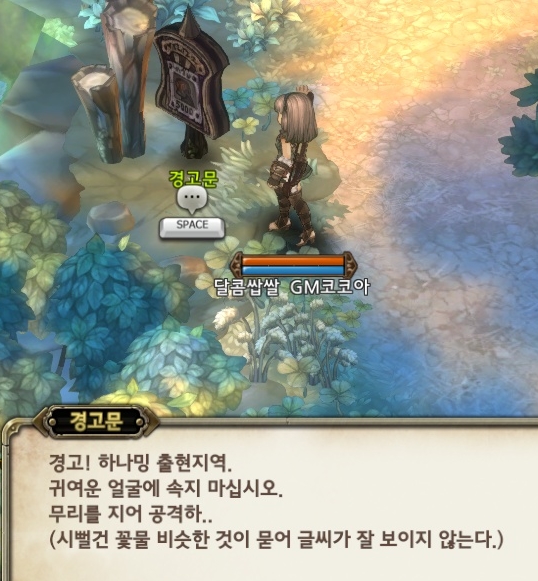 경고문
...
SPACE
달콤쌉쌀 GM코코아
경고문
경고! 하나밍 출현지역.
귀여운 얼굴에 속지 마십시오.
무리를 지어 공격하..
(시뻘건 꽃물 비슷한 것이 묻어 글씨가 잘 보이지 않는다.)